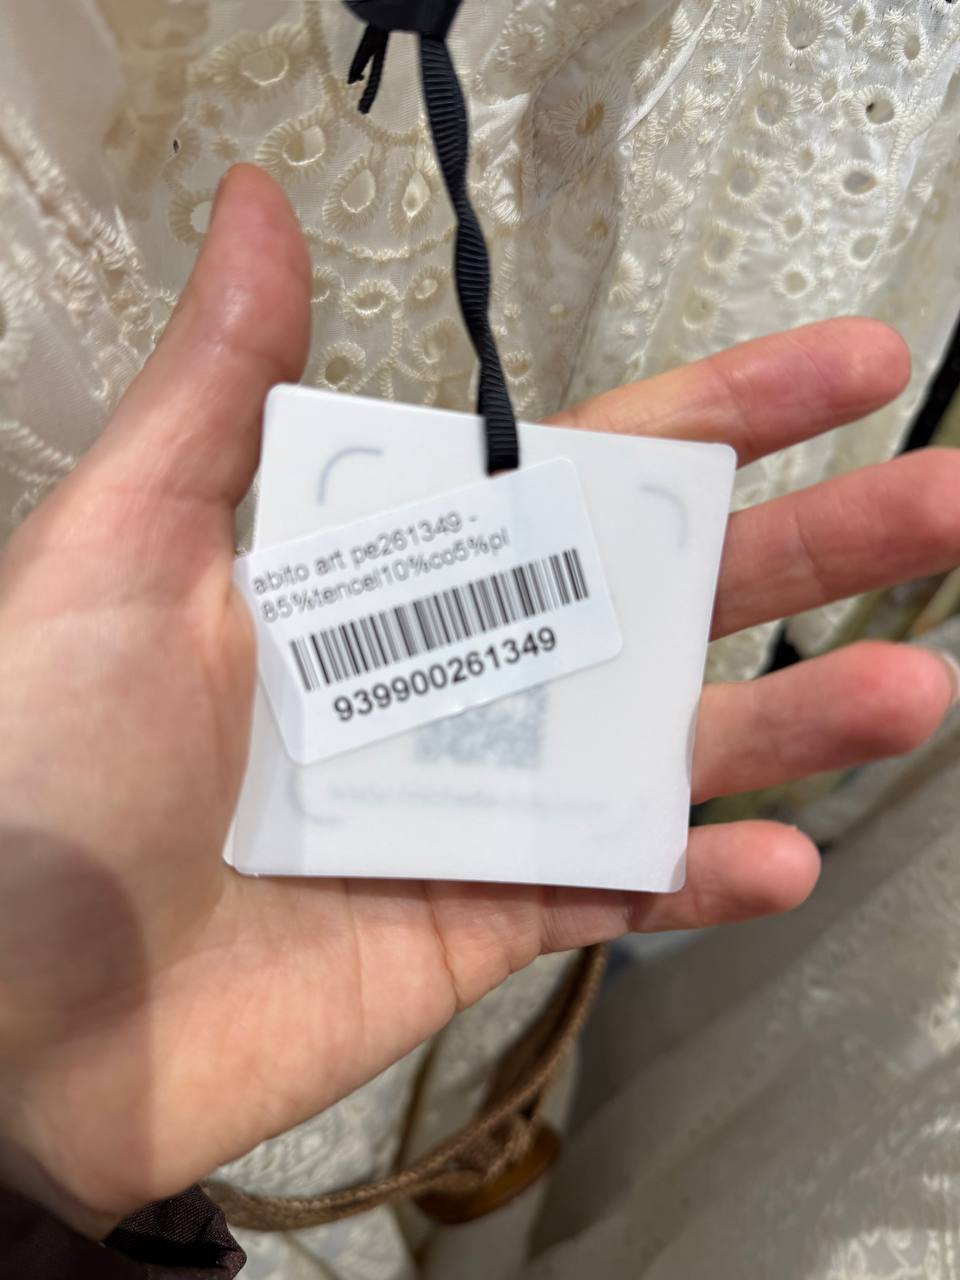 abito art pe261349 -
85%tencel10%co5%pl
939900261349